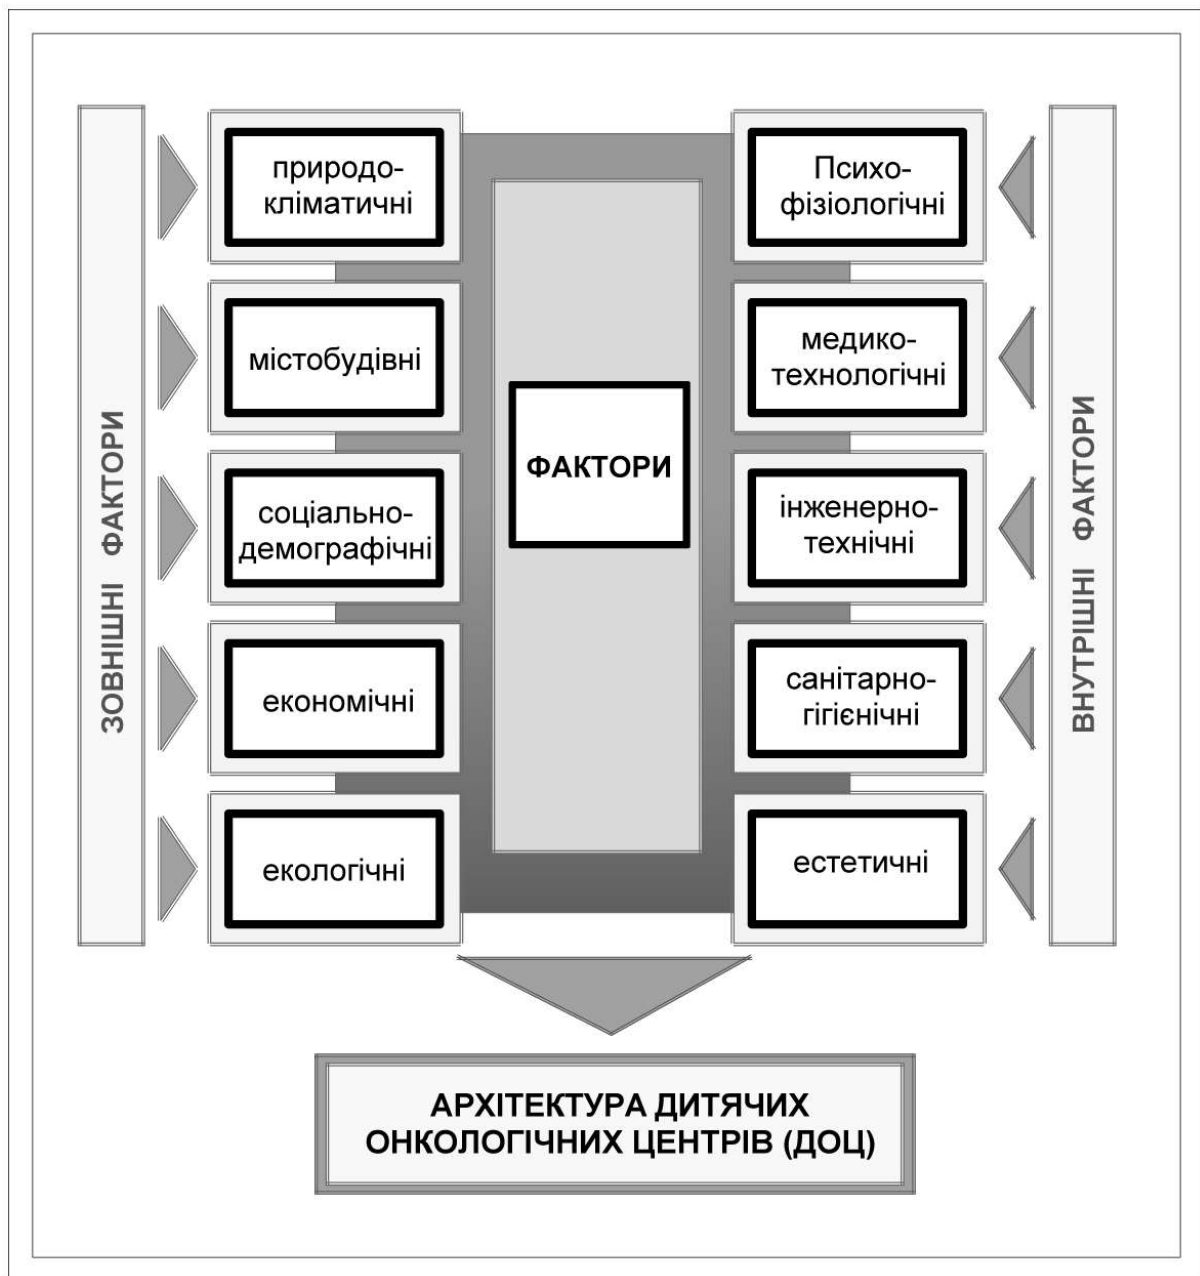 ЗОВНІШНІ ФАКТОРИ
природо-
кліматичні
містобудівні
соціально-
демографічні
економічні
екологічні
ФАКТОРИ
Психо-
фізіологічні
медико-
технологічні
інженерно-
технічні
санітарно-
гігієнічні
естетичні
ВНУТРІШНІ ФАКТОРИ
АРХІТЕКТУРА ДИТЯЧИХ
ОНКОЛОГІЧНИХ ЦЕНТРІВ (ДОЦ)